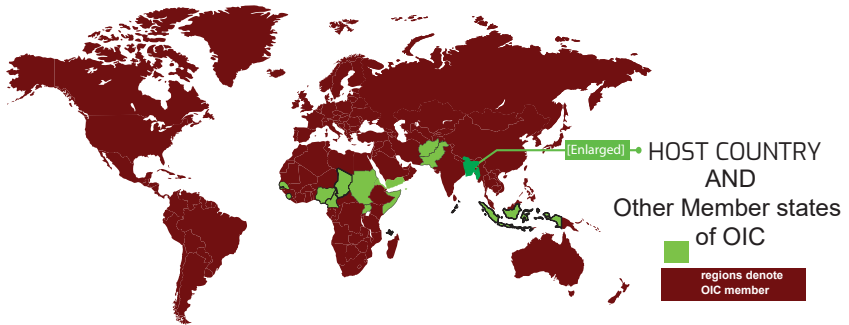 [Enlarged]
HOST COUNTRY
AND
Other Member states
of OIC
regions denote
OIC member